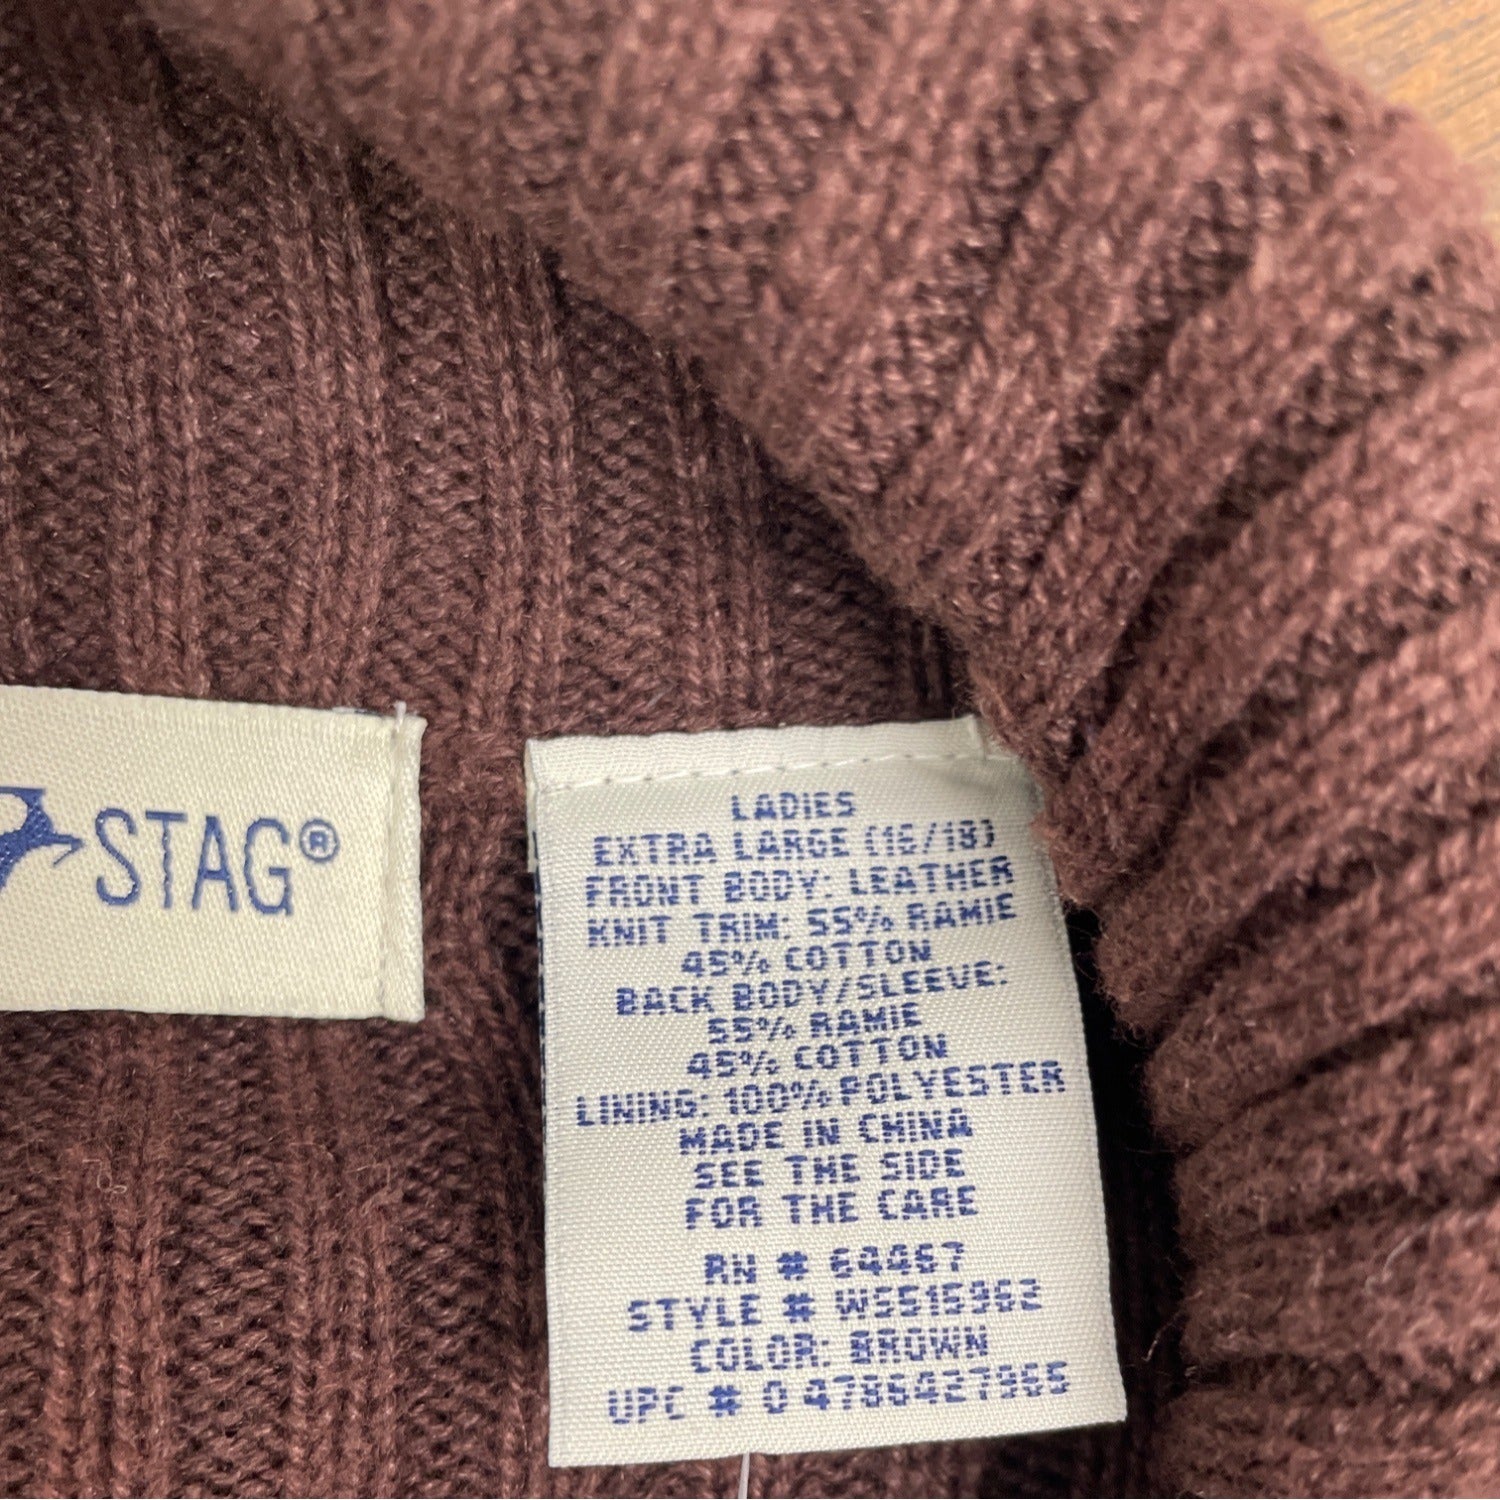 STAG®
LADIES
EXTRA LARGE (16/18)
FRONT BODY: LEATHER
KNIT TRIM: 55% RAMIE
45% COTTON
BACK BODY/SLEEVE:
55% RAMIE
45% COTTON
LINING: 100% POLYESTER
MADE IN CHINA
SEE THE SIDE
FOR THE CARE
RN # 64467
STYLE #
COLOR: BROWN
UPC # 0